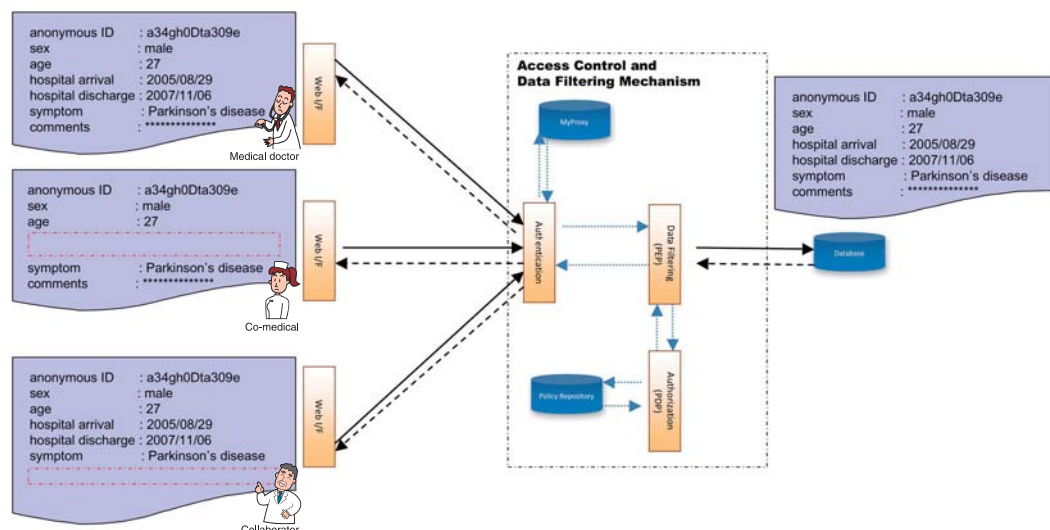 anonymous ID : a34gh0Dta309e
sex : male
age : 27
hospital arrival : 2005/08/29
hospital discharge : 2007/11/06
symptom : Parkinson's disease
comments : **************
Medical doctor
Web I/F
anonymous ID : a34gh0Dta309e
sex : male
age : 27
symptom : Parkinson's disease
comments : **************
Co-medical
Web I/F
anonymous ID : a34gh0Dta309e
sex : male
age : 27
hospital arrival : 2005/08/29
hospital discharge : 2007/11/06
symptom : Parkinson's disease
Collaborator
Web I/F
Access Control and
Data Filtering Mechanism
MyProxy
Authentication
Data Filtering
(PEP)
Policy Repository
Authorization
(PDP)
anonymous ID : a34gh0Dta309e
sex : male
age : 27
hospital arrival : 2005/08/29
hospital discharge : 2007/11/06
symptom : Parkinson's disease
comments : **************
Database